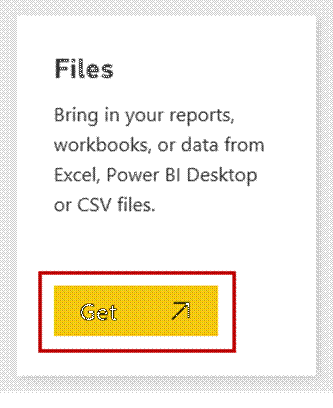 Files
Bring in your reports,
workbooks, or data from
Excel, Power BI Desktop
or CSV files.
Get